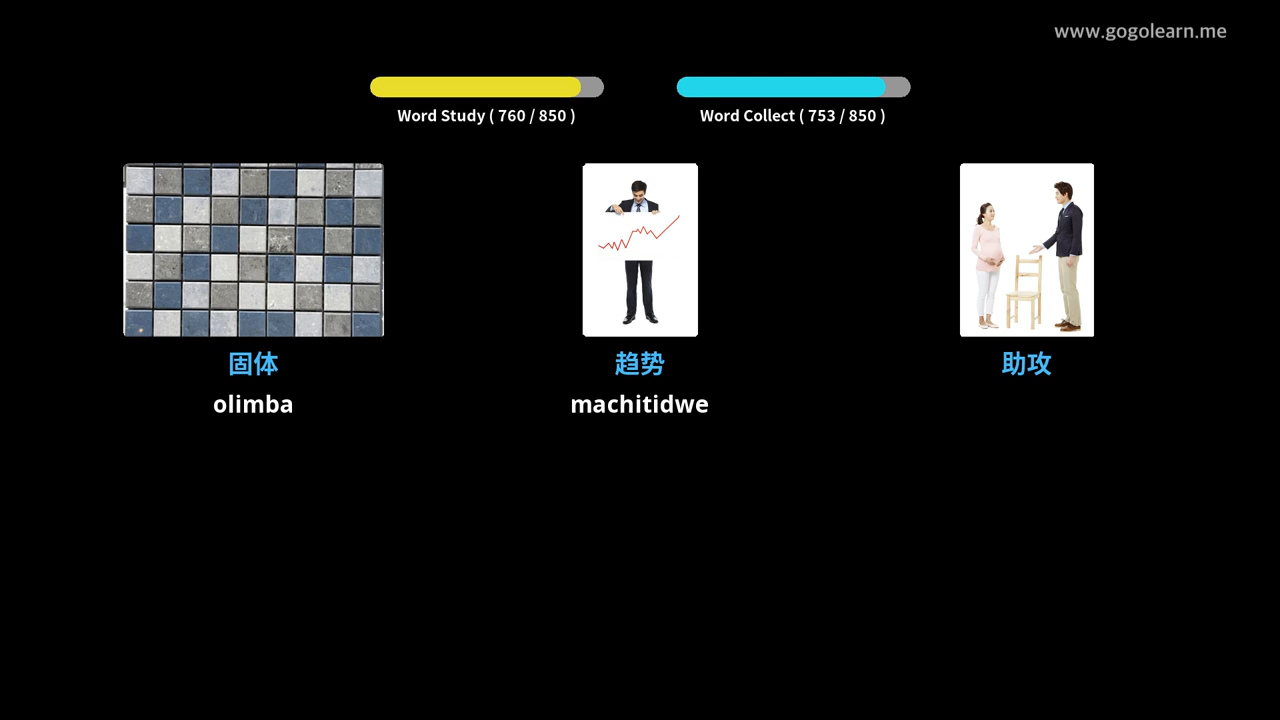 www.gogolearn.me
Word Study ( 760 / 850 )
Word Collect ( 753 / 850 )
固体
趋势
助攻
olimba
machitidwe